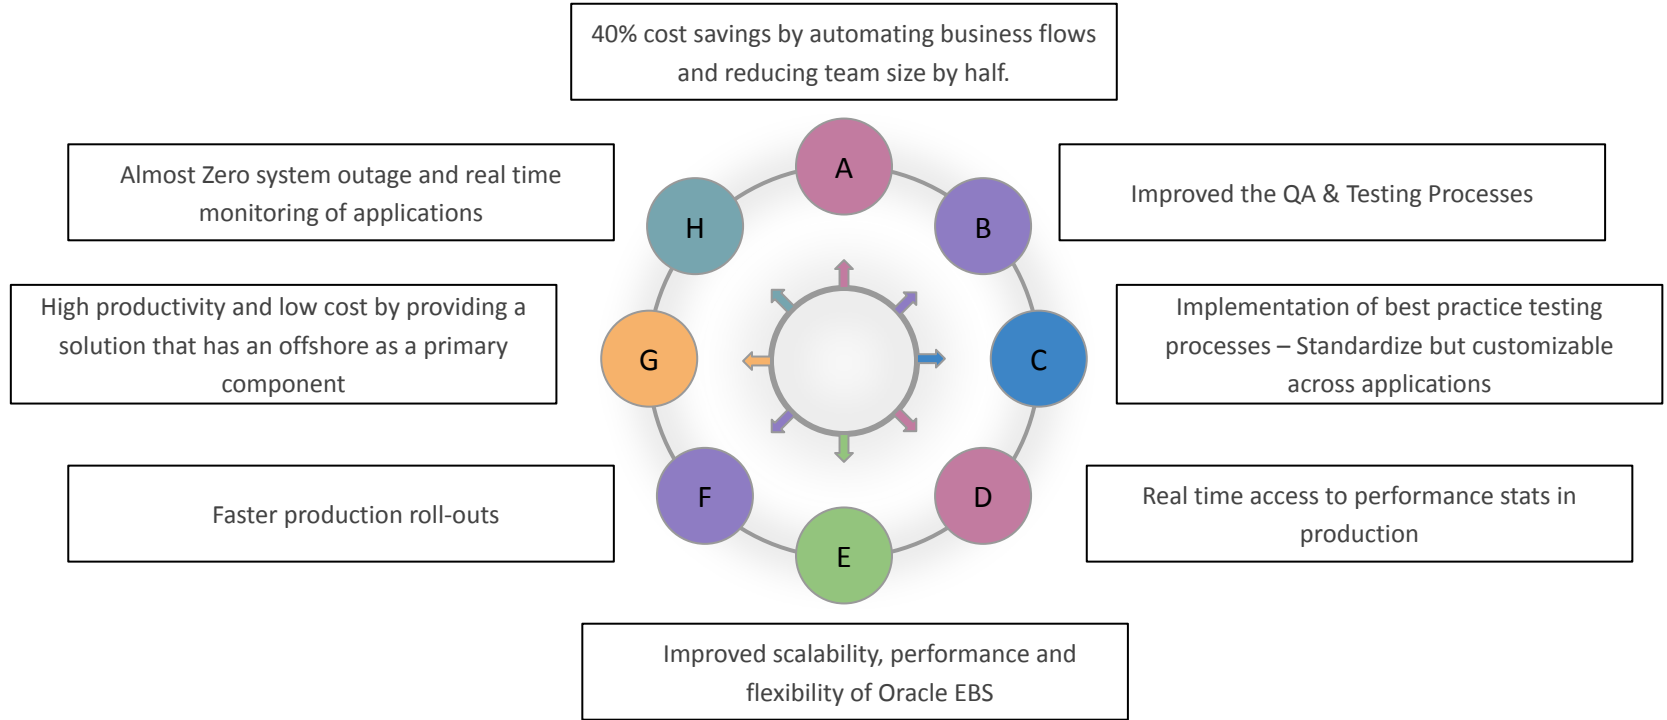 40% cost savings by automating business flows
and reducing team size by half.
A
B
C
D
E
F
G
H
Improved the QA & Testing Processes
Implementation of best practice testing
processes – Standardize but customizable
across applications
Real time access to performance stats in
production
Improved scalability, performance and
flexibility of Oracle EBS
Faster production roll-outs
High productivity and low cost by providing a
solution that has an offshore as a primary
component
Almost Zero system outage and real time
monitoring of applications